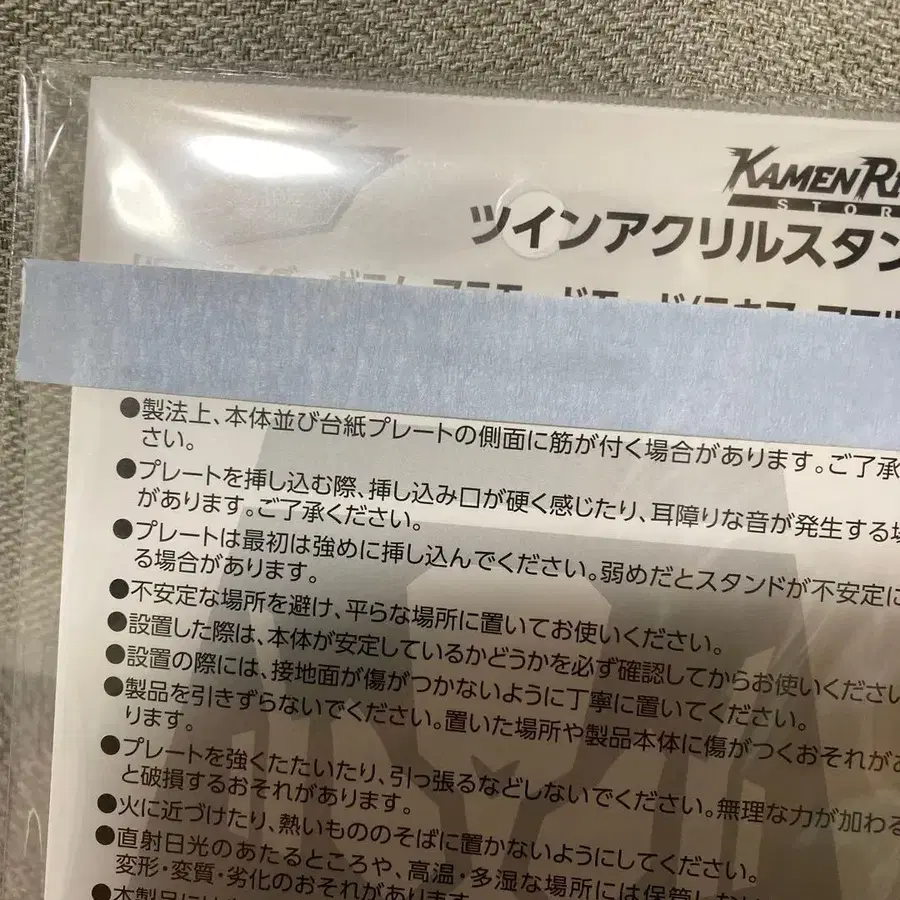 KAMEN R
STOR
ツインアクリルスタン
●製法上、本体並び台紙プレートの側面に筋が付く場合があります。ご了承
さい。
●プレートを挿し込む際、挿し込み口が硬く感じたり、耳障りな音が発生する場
があります。ご了承ください。
●プレートは最初は強めに挿し込んでください。弱めだとスタンドが不安定に
る場合があります。
●不安定な場所を避け、平らな場所に置いてお使いください。
●設置した際は、本体が安定しているかどうかを必ず確認してからお使いください
●設置の際には、接地面が傷がつかないように丁寧に置いてください。
●製品を引きずらないでください。置いた場所や製品本体に傷がつくおそれがあ
ります。
●プレートを強くたたいたり、引っ張るなどしないでください。無理な力が加わる
と破損するおそれがあります。
●火に近づけたり、熱いもののそばに置かないようにしてください。
●直射日光のあたるところや、高温・多湿な場所には保管しない
変形・変質・劣化のおそれがあります。
●本製品には